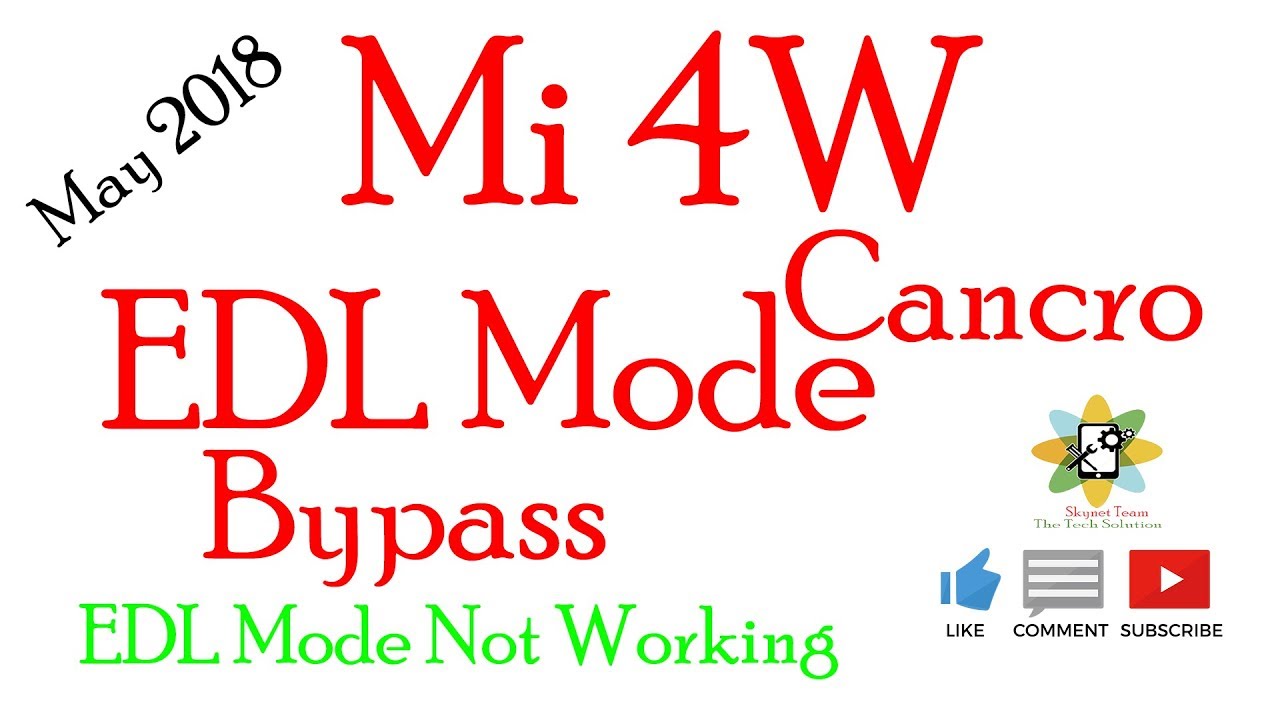 May 2018
Mi 4W
Cancro
EDL Mode
Bypass
EDL Mode Not Working
Skynet Team
The Tech Solution
LIKE
COMMENT
SUBSCRIBE